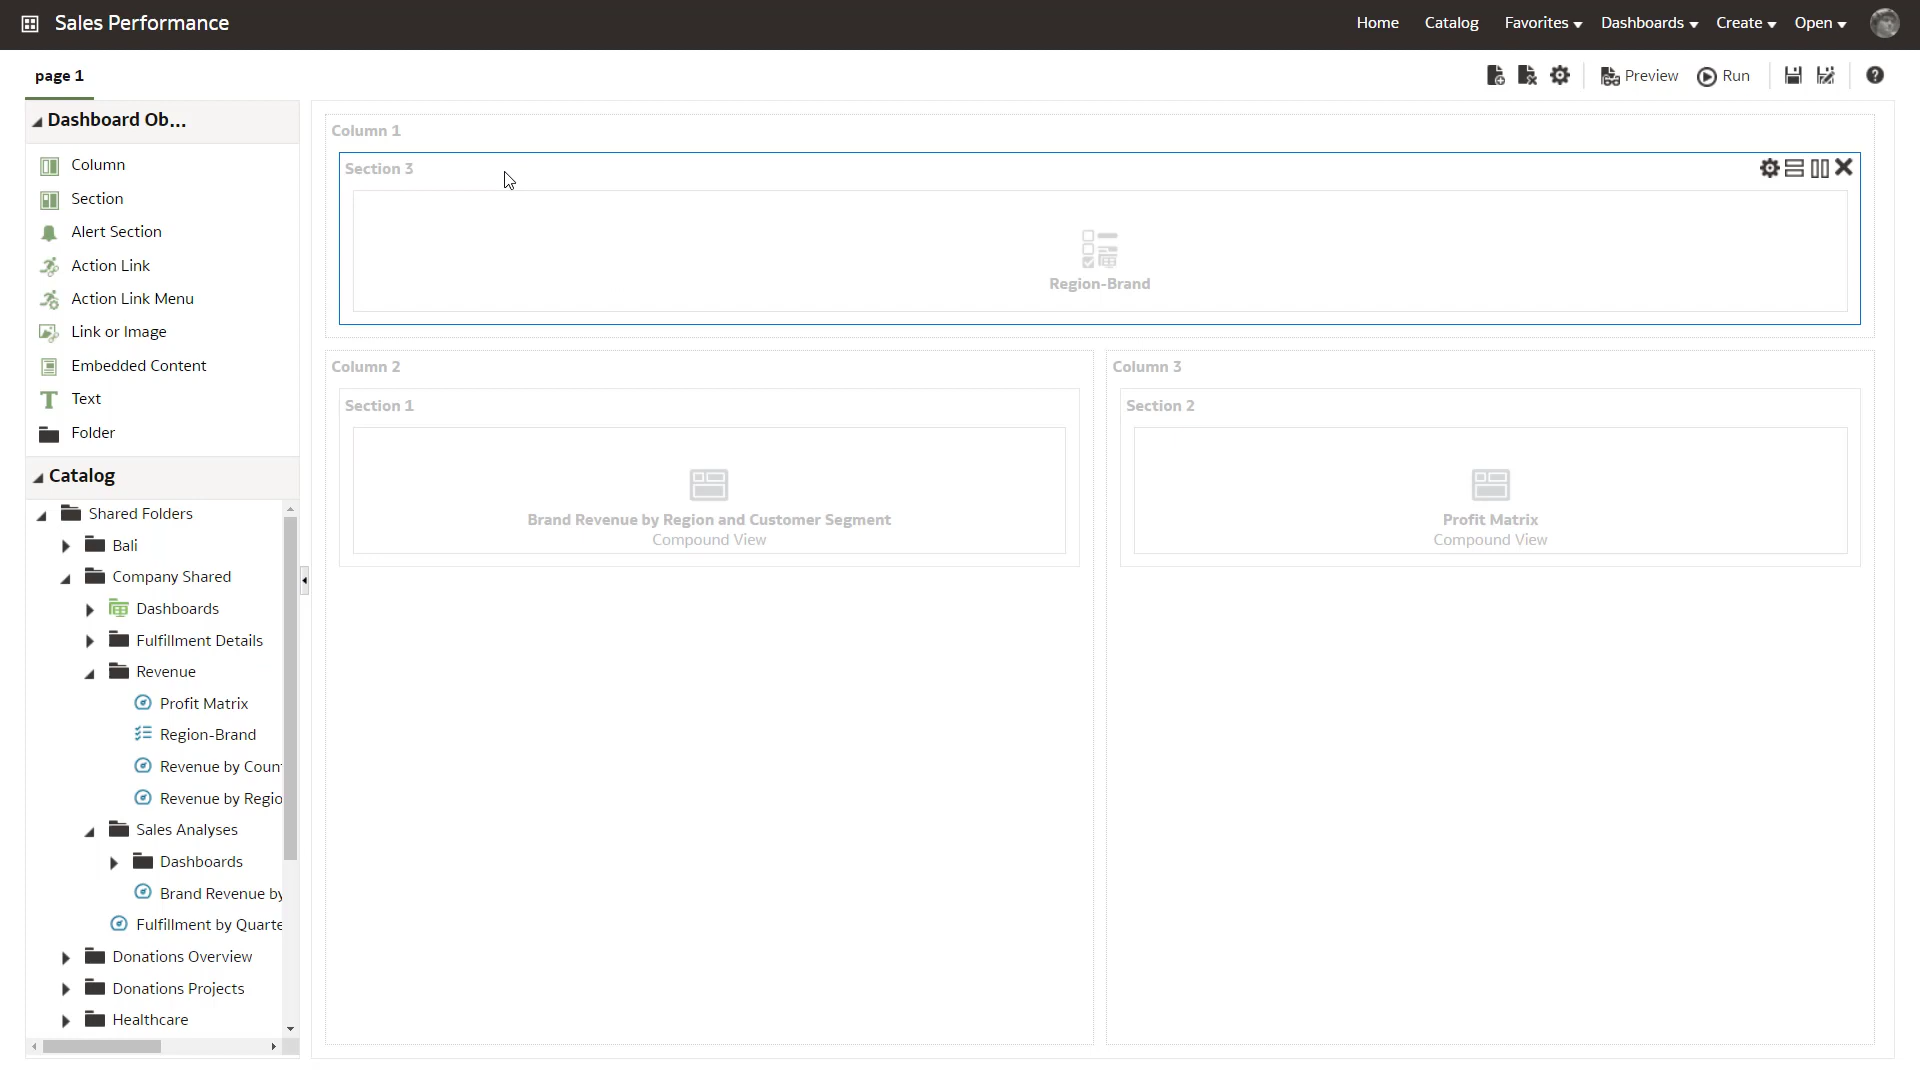 Sales Performance
Home
Catalog
Favorites
Dashboards
Create
Open
page 1
Preview
Run
Dashboard Ob...
Column
Section
Alert Section
Action Link
Action Link Menu
Link or Image
Embedded Content
Text
Folder
Catalog
Shared Folders
Bali
Company Shared
Dashboards
Fulfillment Details
Revenue
Profit Matrix
Region-Brand
Revenue by Coun
Revenue by Regio
Sales Analyses
Dashboards
Brand Revenue by
Fulfillment by Quarte
Donations Overview
Donations Projects
Healthcare
Column 1
Section 3
Region-Brand
Column 2
Section 1
Brand Revenue by Region and Customer Segment
Compound View
Column 3
Section 2
Profit Matrix
Compound View